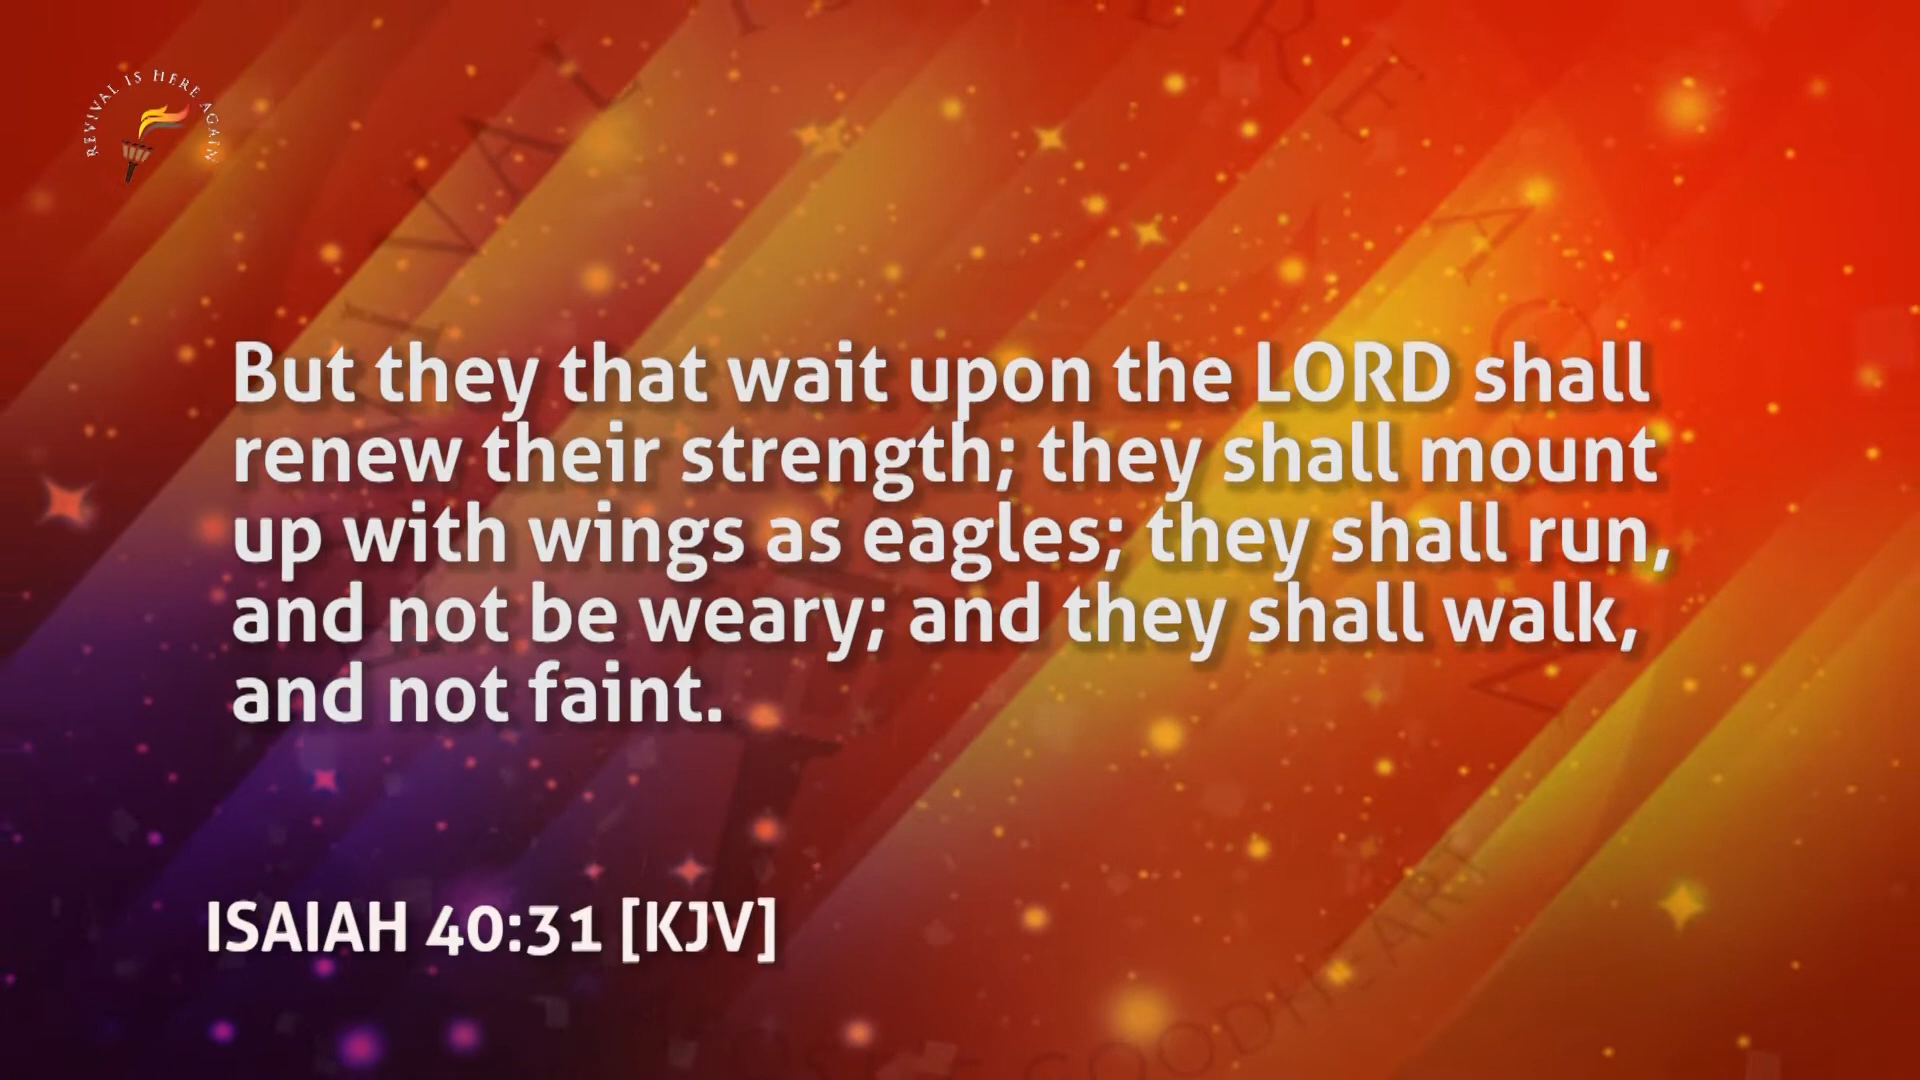 REVIVAL IS HERE AGAIN
But they that wait upon the LORD shall
renew their strength; they shall mount
up with wings as eagles; they shall run,
and not be weary; and they shall walk,
and not faint.
ISAIAH 40:31 [KJV]